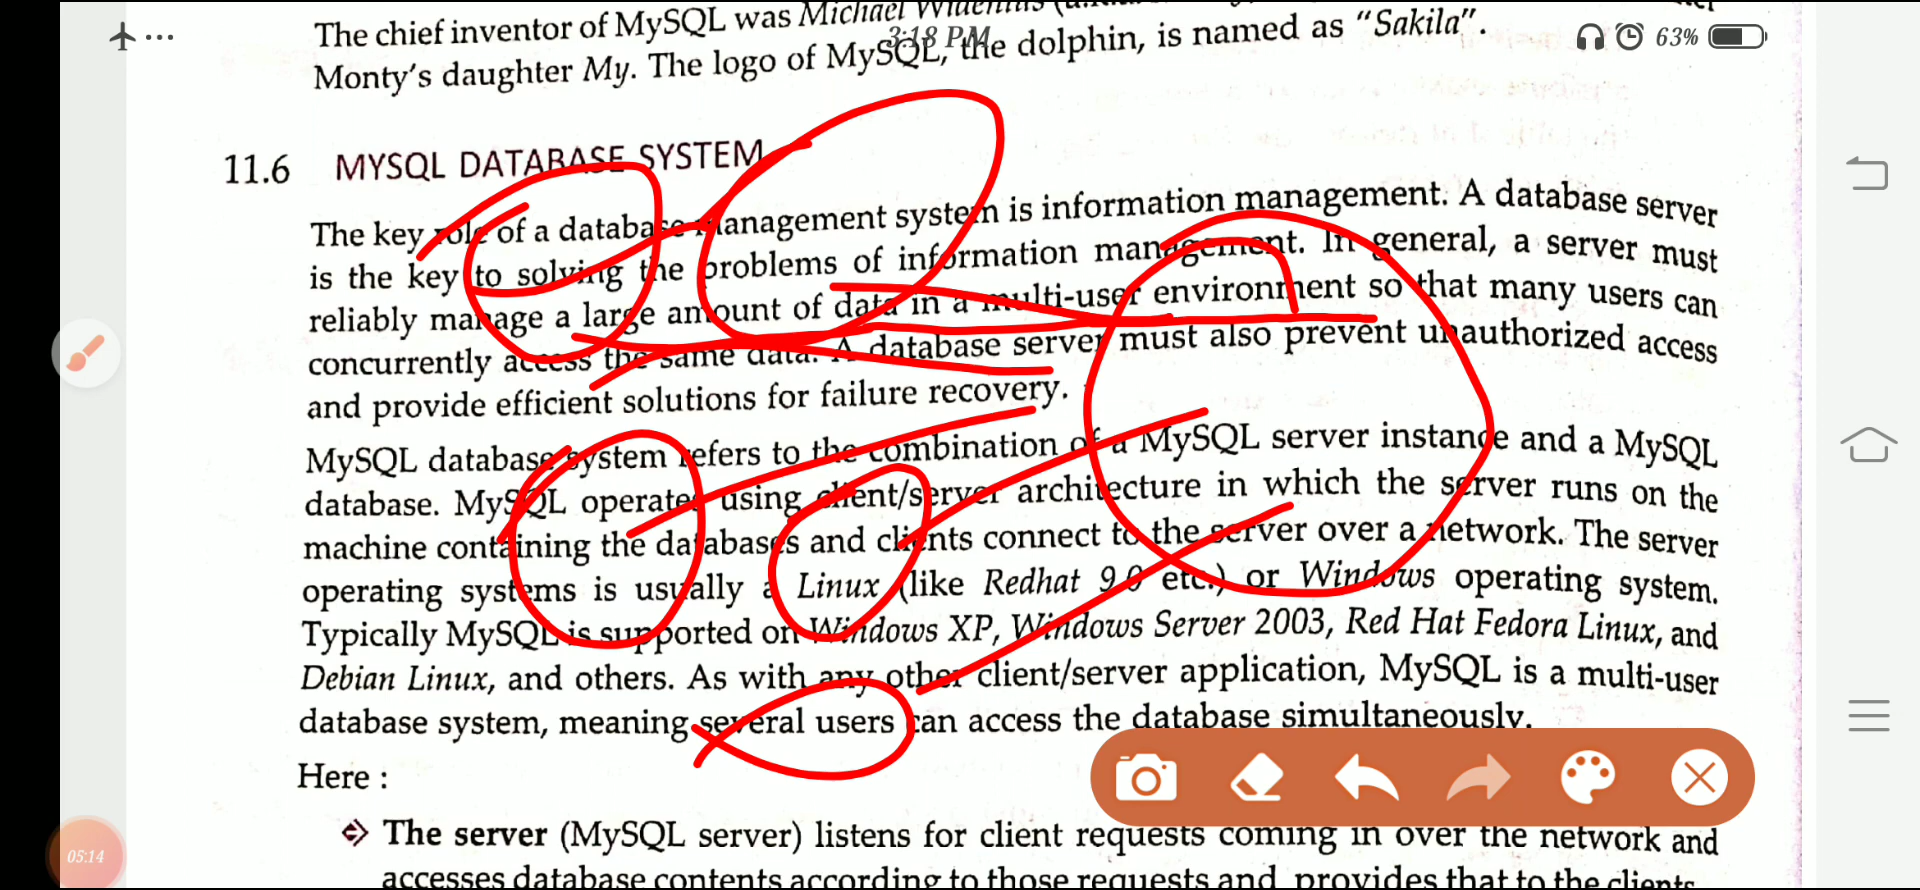 The chief inventor of MySQL was Michael Widenius
3:18 PM
63%
Monty's daughter My. The logo of MySQL, the dolphin, is named as "Sakila".
11.6 MYSQL DATABASE SYSTEM
The key role of a database management system is information management. A database server
is the key to solving the problems of information management. In general, a server must
reliably manage a large amount of data in a multi-user environment so that many users can
concurrently access the same data. A database server must also prevent unauthorized access
and provide efficient solutions for failure recovery.
MySQL database system refers to the combination of a MySQL server instance and a MySQL
database. MySQL operates using client/server architecture in which the server runs on the
machine containing the databases and clients connect to the server over a network. The server
operating systems is usually a Linux (like Redhat 9.0 etc.) or Windows operating system.
Typically MySQL is supported on Windows XP, Windows Server 2003, Red Hat Fedora Linux, and
Debian Linux, and others. As with any other client/server application, MySQL is a multi-user
database system, meaning several users can access the database simultaneously.
Here :
The server (MySQL server) listens for client requests coming in over the network and
05:14
accesses database contents according to those requests and provides that to the clients